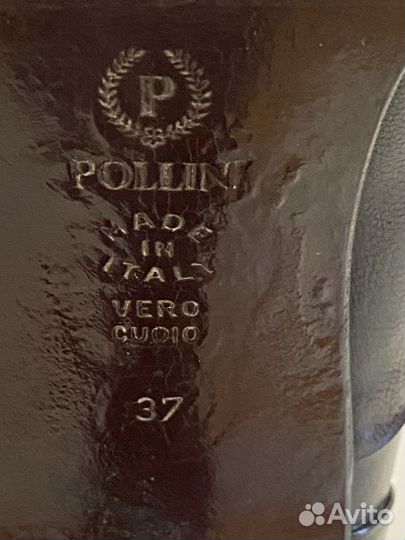 P
POLLINI
MADE
IN
ITALY
VERO
CUOIO
37
Avito